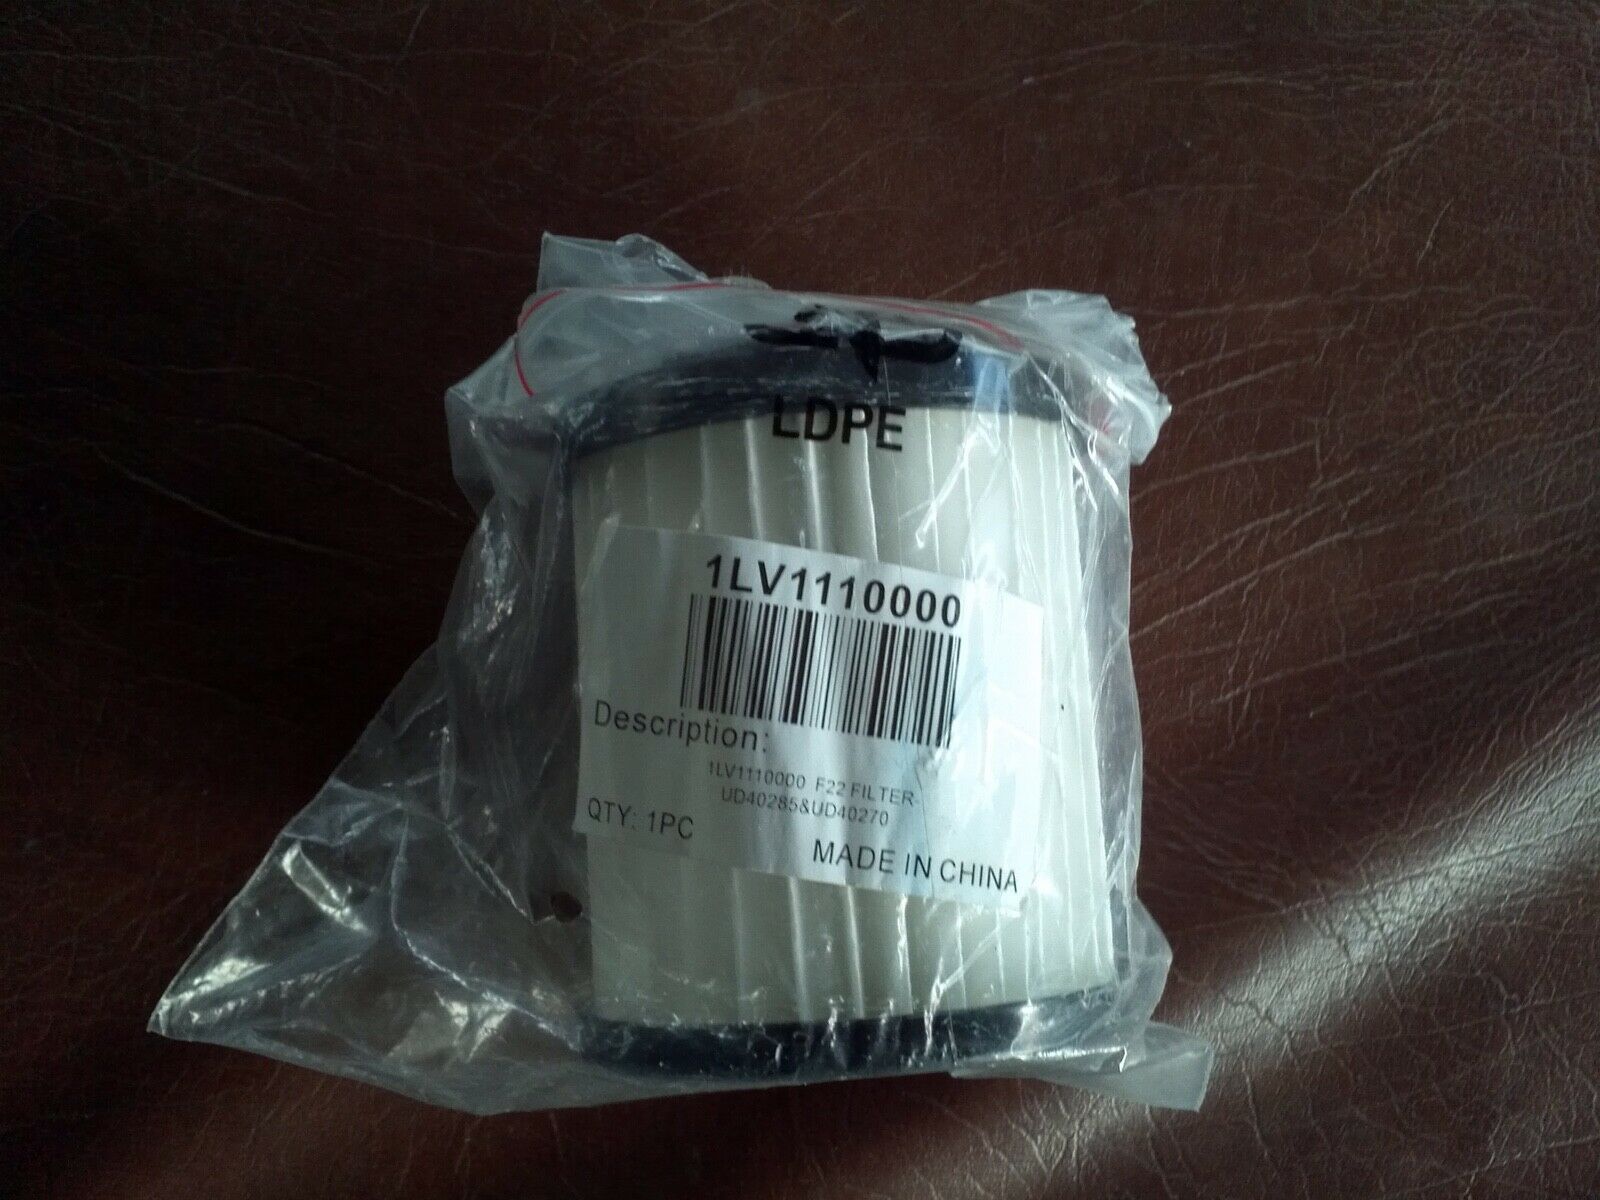 LDPE
1LV1110000
Description:
1LV1110000 F22 FILTER-
UD40285&UD40270
QTY: 1PC
MADE IN CHINA